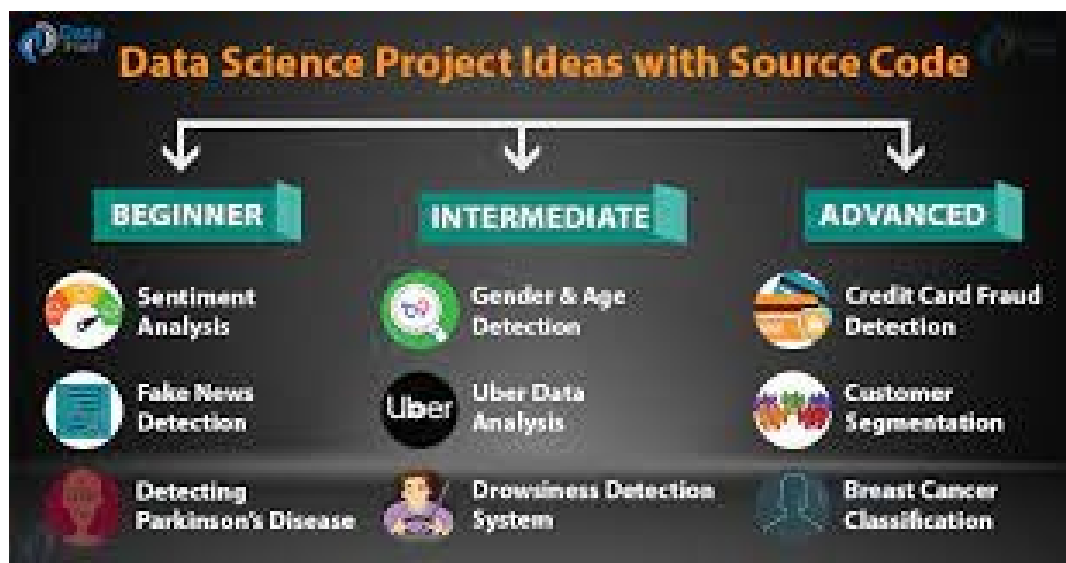 Data
Data Science Project Ideas with Source Code
BEGINNER
Sentiment
Analysis
Fake News
Detection
Detecting
Parkinson's Disease
INTERMEDIATE
Gender & Age
Detection
Uber
Uber Data
Analysis
Drowsiness Detection
System
ADVANCED
Credit Card Fraud
Detection
Customer
Segmentation
Breast Cancer
Classification